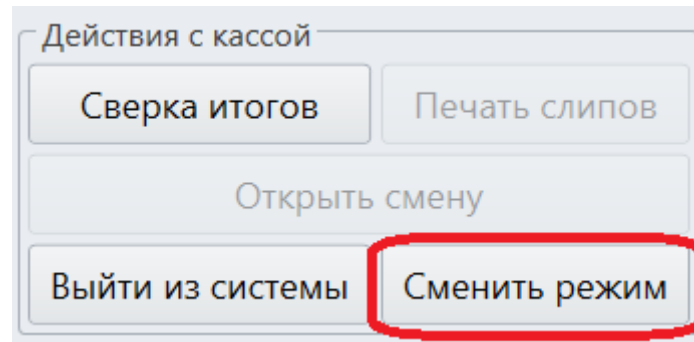 Действия с кассой
Сверка итогов Печать слипов
Открыть смену
Выйти из системы Сменить режим